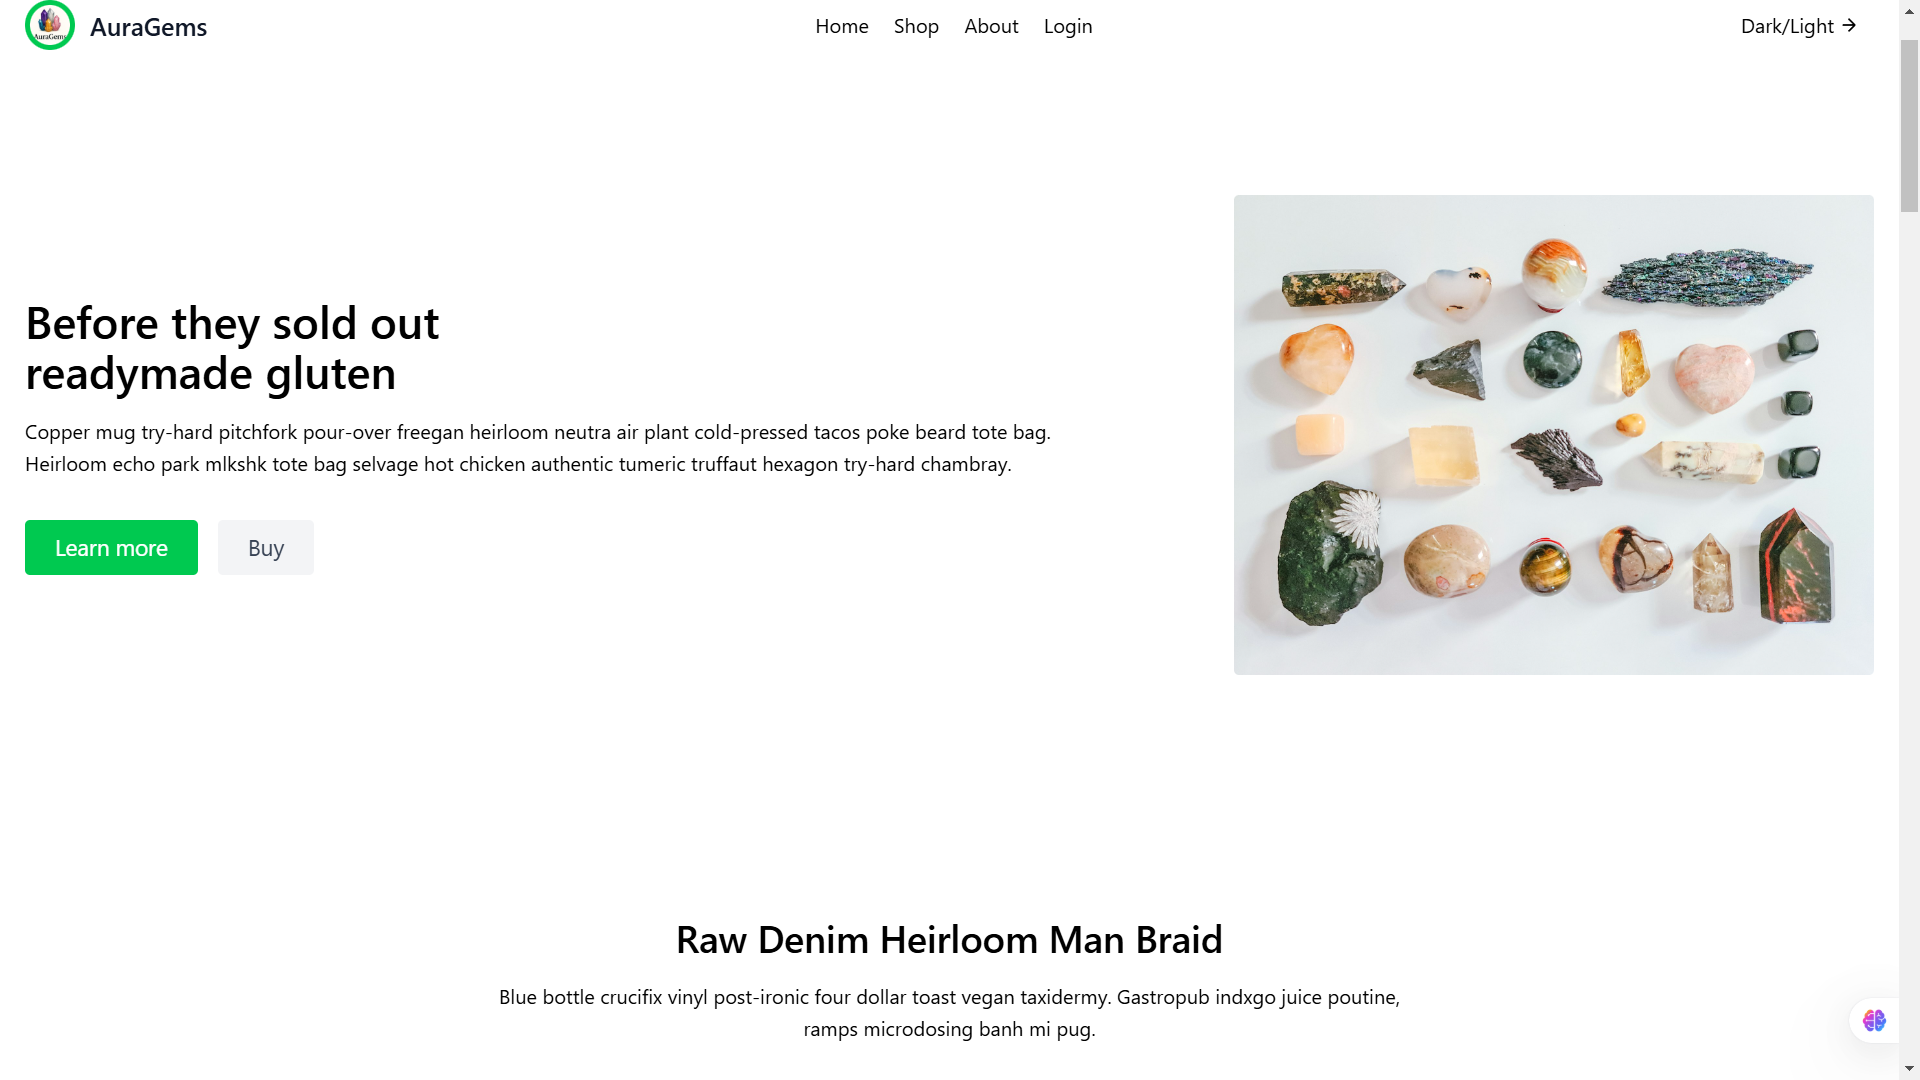 AuraGems
AuraGems
Home
Shop
About
Login
Dark/Light →
Before they sold out
readymade gluten
Copper mug try-hard pitchfork pour-over freegan heirloom neutra air plant cold-pressed tacos poke beard tote bag.
Heirloom echo park mlkshk tote bag selvage hot chicken authentic tumeric truffaut hexagon try-hard chambray.
Learn more
Buy
Raw Denim Heirloom Man Braid
Blue bottle crucifix vinyl post-ironic four dollar toast vegan taxidermy. Gastropub indxgo juice poutine,
ramps microdosing banh mi pug.